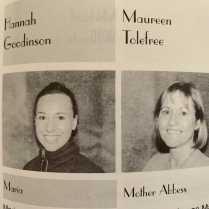 Hannah
Goodinson
Maureen
Tolefree
Maria
Mother Abbess